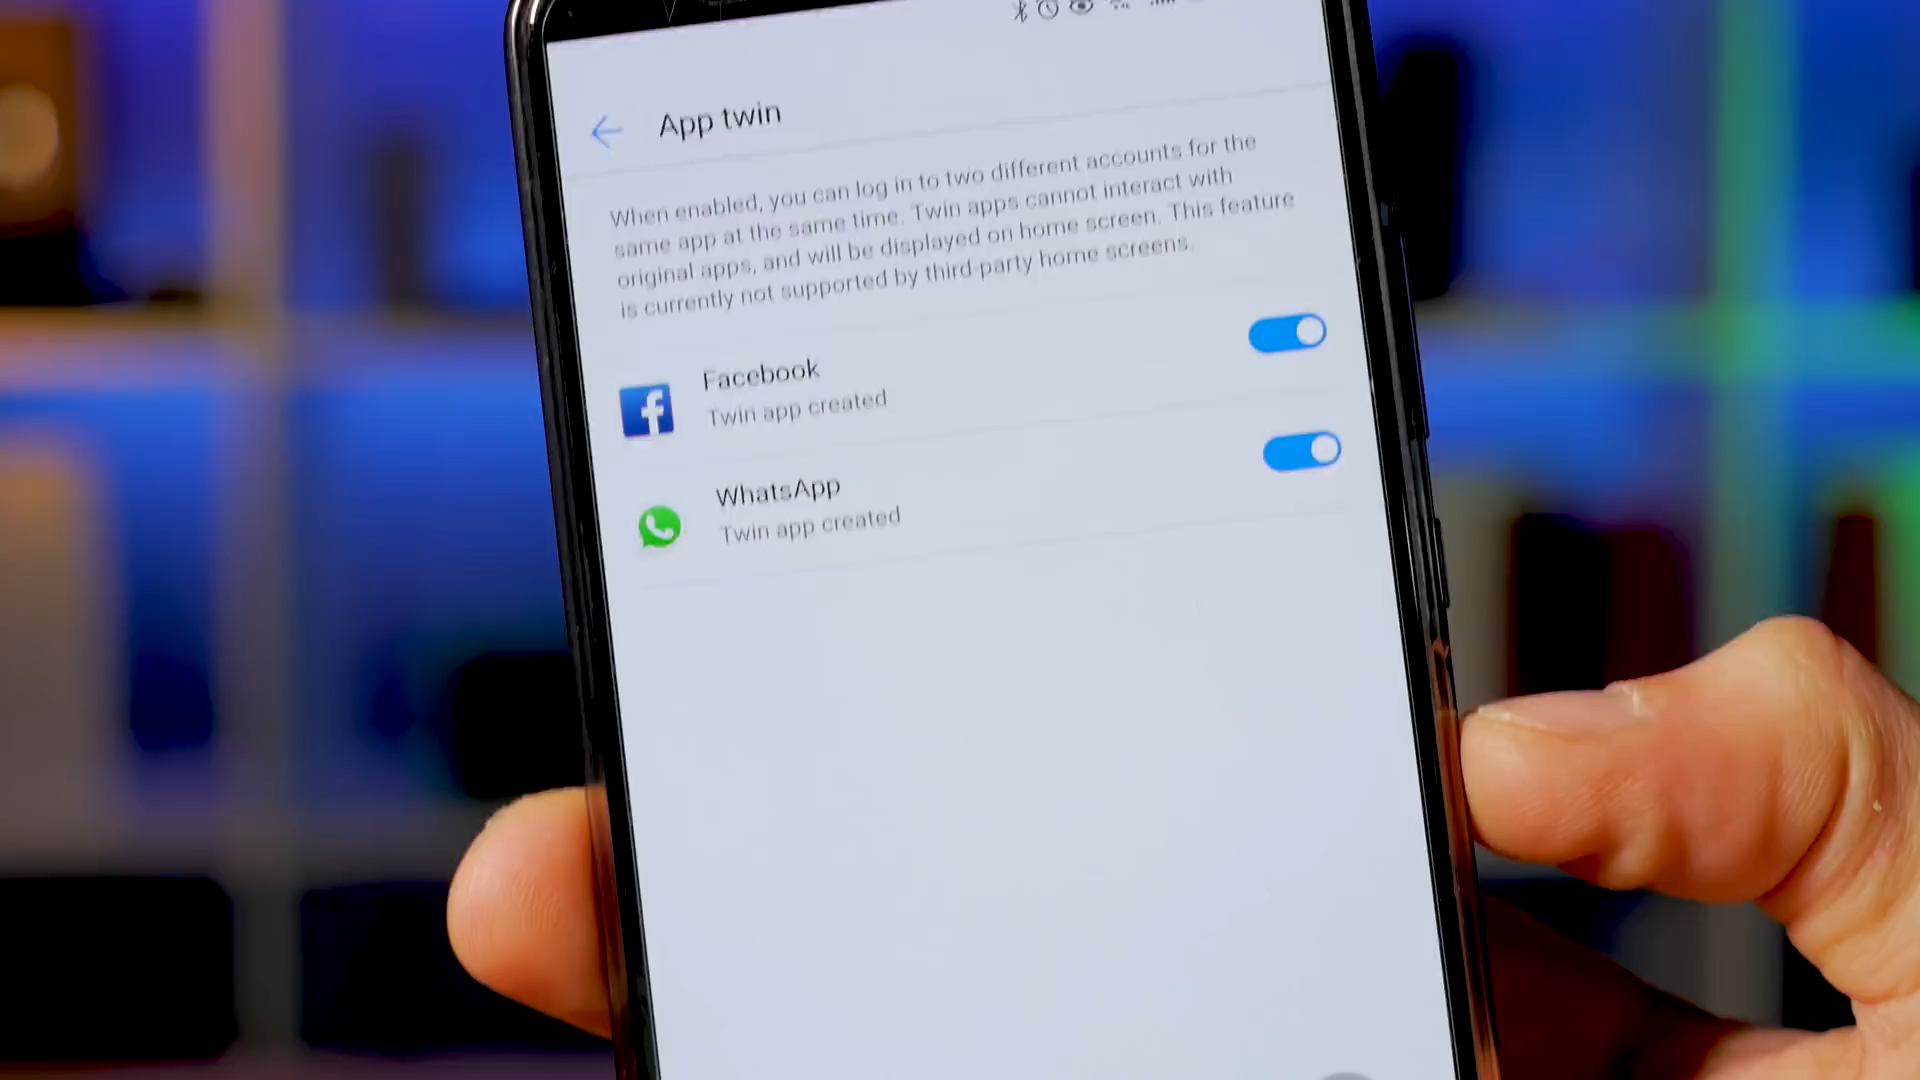 App twin
When enabled, you can log in to two different accounts for the
same app at the same time. Twin apps cannot interact with
original apps, and will be displayed on home screen. This feature
is currently not supported by third-party home screens.
Facebook
Twin app created
WhatsApp
Twin app created